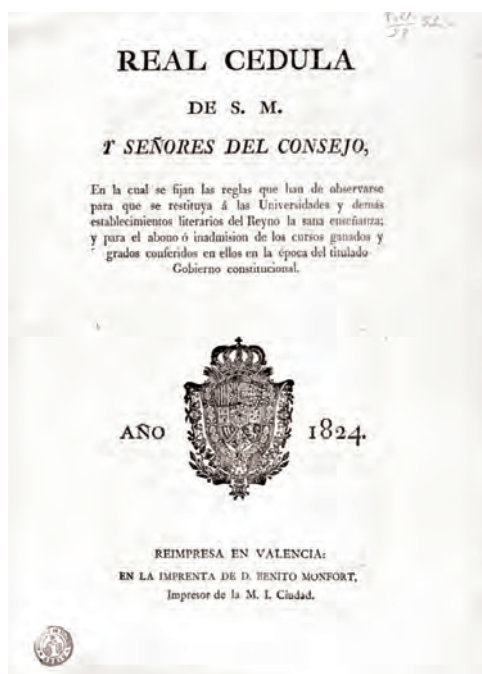 REAL CEDULA
DE S. M.
Y SEÑORES DEL CONSEJO,
En la cual se fijan las reglas que han de observarse
para que se restituya á las Universidades y demás
establecimientos literarios del Reyno la sana enseñanza;
y para el abono ó inadmision de los cursos ganados y
grados conferidos en ellos en la época del titulado
Gobierno constitucional.
AÑO 1824.
REIMPRESA EN VALENCIA:
EN LA IMPRENTA DE D. BENITO MONFORT,
Impresor de la M. I. Ciudad.